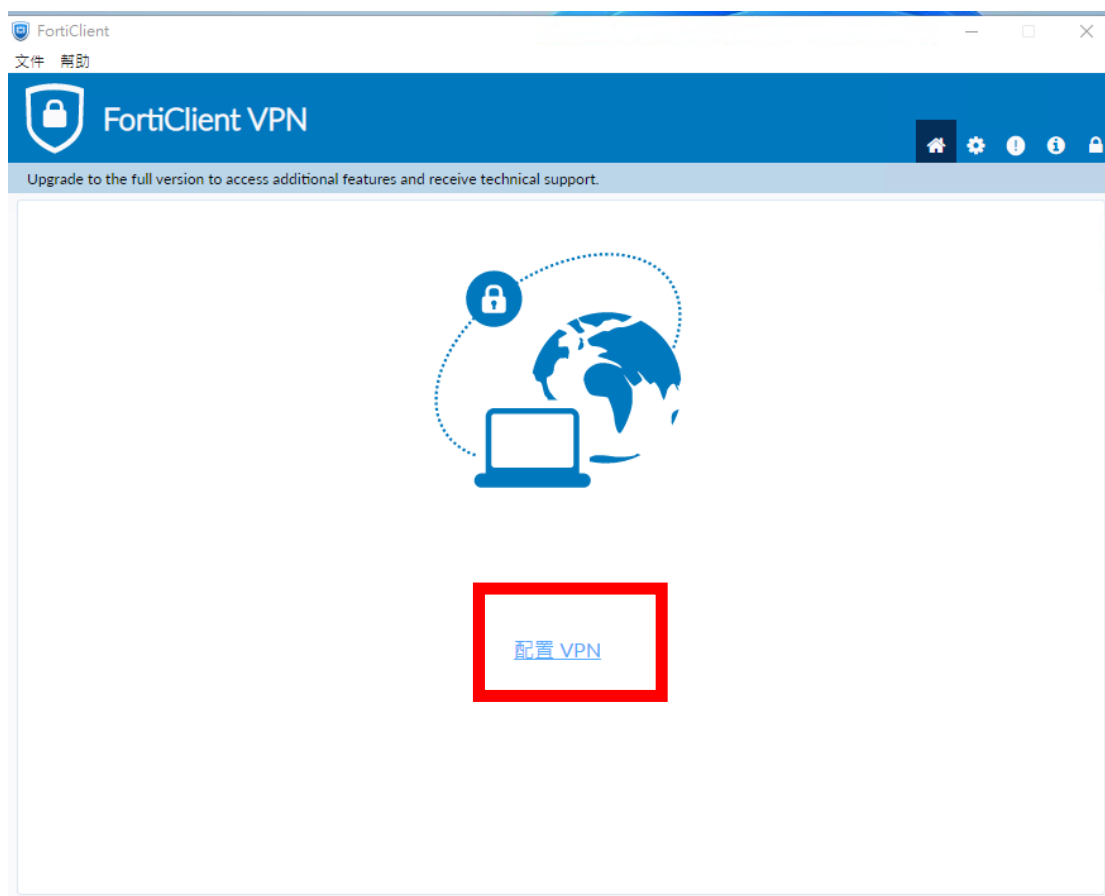 FortiClient
文件 幫助
FortiClient VPN
Upgrade to the full version to access additional features and receive technical support.
配置 VPN